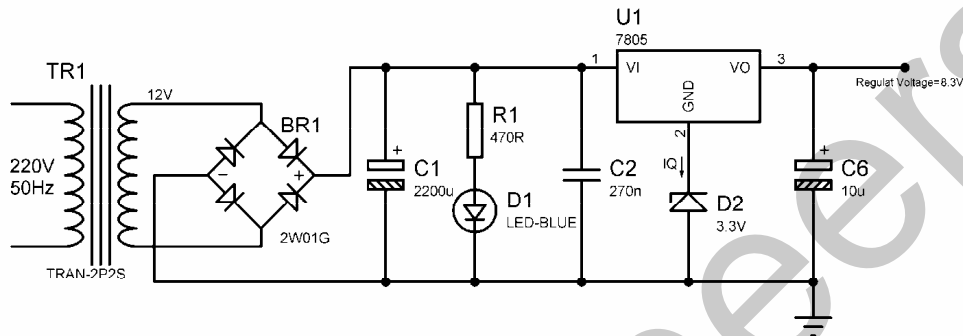 TR1
220V
50Hz
TRAN-2P2S
12V
BR1
-
+
2W01G
+
C1
2200u
R1
470R
D1
LED-BLUE
C2
270n
U1
7805
1
VI
VO
3
GND
2
IQ
D2
3.3V
+
C6
10u
Regulat Voltage=8.3V